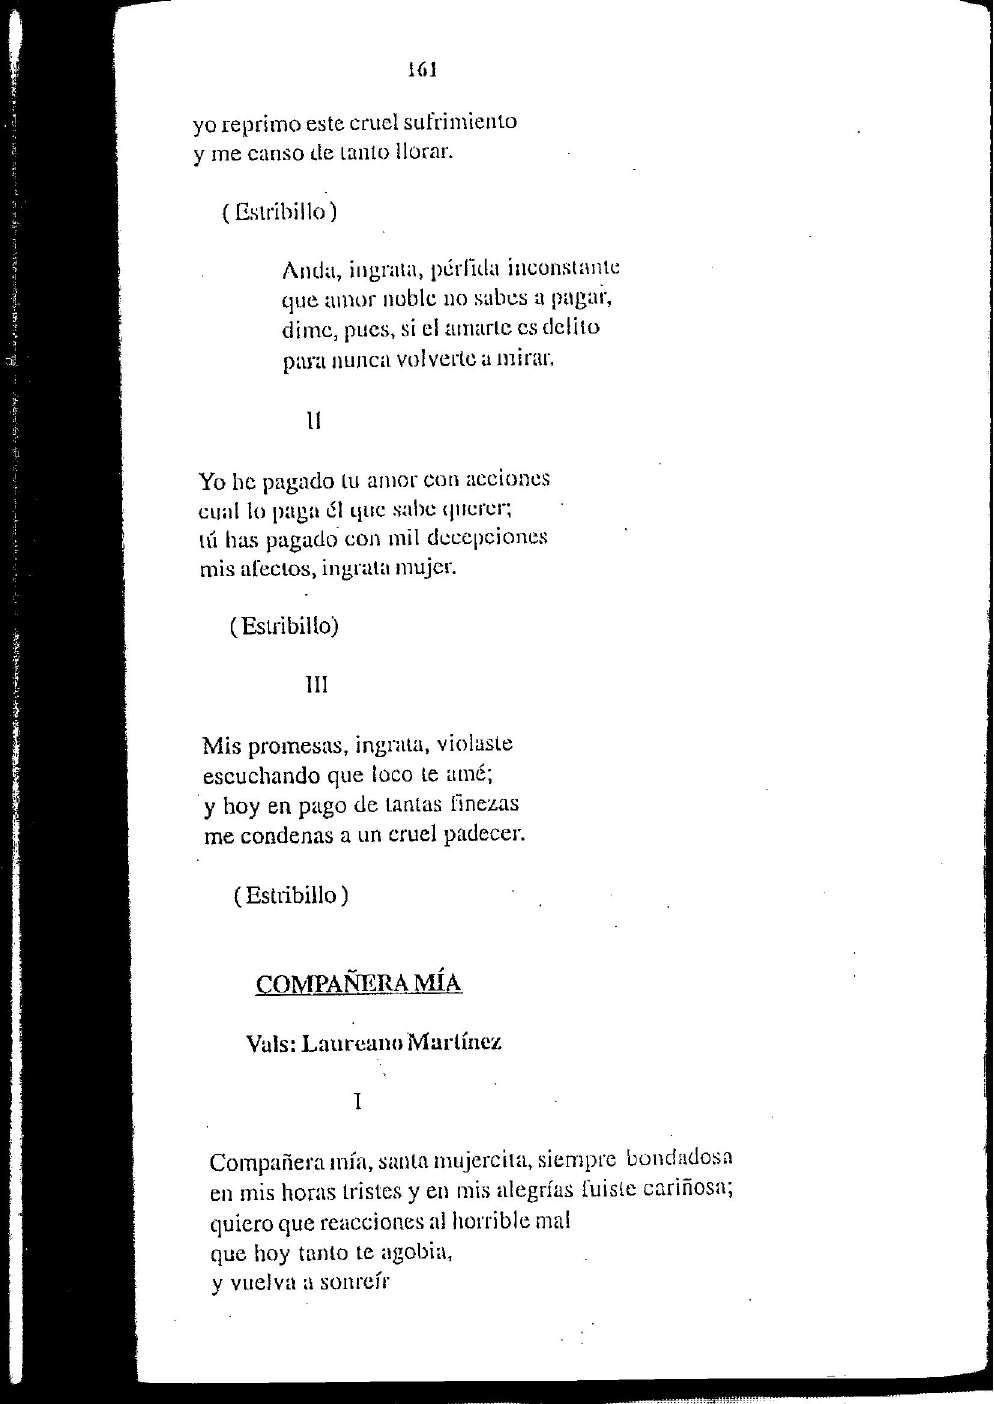 161
yo reprimo este cruel sufrimiento
y me canso de tanto llorar.
( Estribillo )
Anda, ingrata, pérfida inconstante
que amor noble no sabes a pagar,
dime, pues, si el amarte es delito
para nunca volverte a mirar.
II
Yo he pagado tu amor con acciones
cual lo paga él que sabe querer;
tú has pagado con mil decepciones
mis afectos, ingrata mujer.
( Estribillo)
III
Mis promesas, ingrata, violaste
escuchando que loco te amé;
y hoy en pago de tantas finezas
me condenas a un cruel padecer.
( Estribillo )
COMPAÑERA MÍA
Vals: Laureano Martínez
I
Compañera mía, santa mujercita, siempre bondadosa
en mis horas tristes y en mis alegrías fuiste cariñosa;
quiero que reacciones al horrible mal
que hoy tanto te agobia,
y vuelva a sonreír